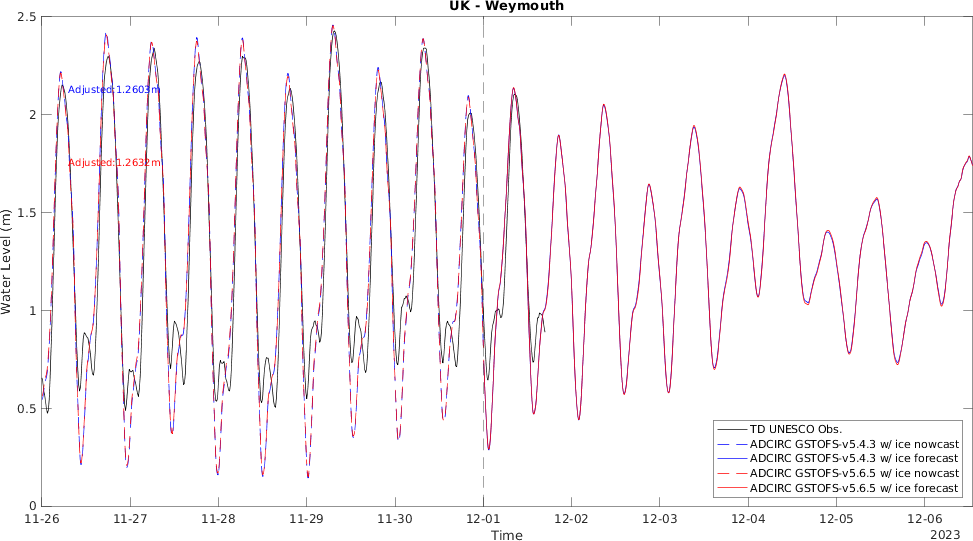 UK - Weymouth
2.5
2
1.5
1
0.5
0
Water Level (m)
Adjusted:1.2603m
Adjusted:1.2632m
TD UNESCO Obs.
ADCIRC GSTOFS-v5.4.3 w/ ice nowcast
ADCIRC GSTOFS-v5.4.3 w/ ice forecast
ADCIRC GSTOFS-v5.6.5 w/ ice nowcast
ADCIRC GSTOFS-v5.6.5 w/ ice forecast
11-26 11-27 11-28 11-29 11-30 12-01 12-02 12-03 12-04 12-05 12-06
2023
Time